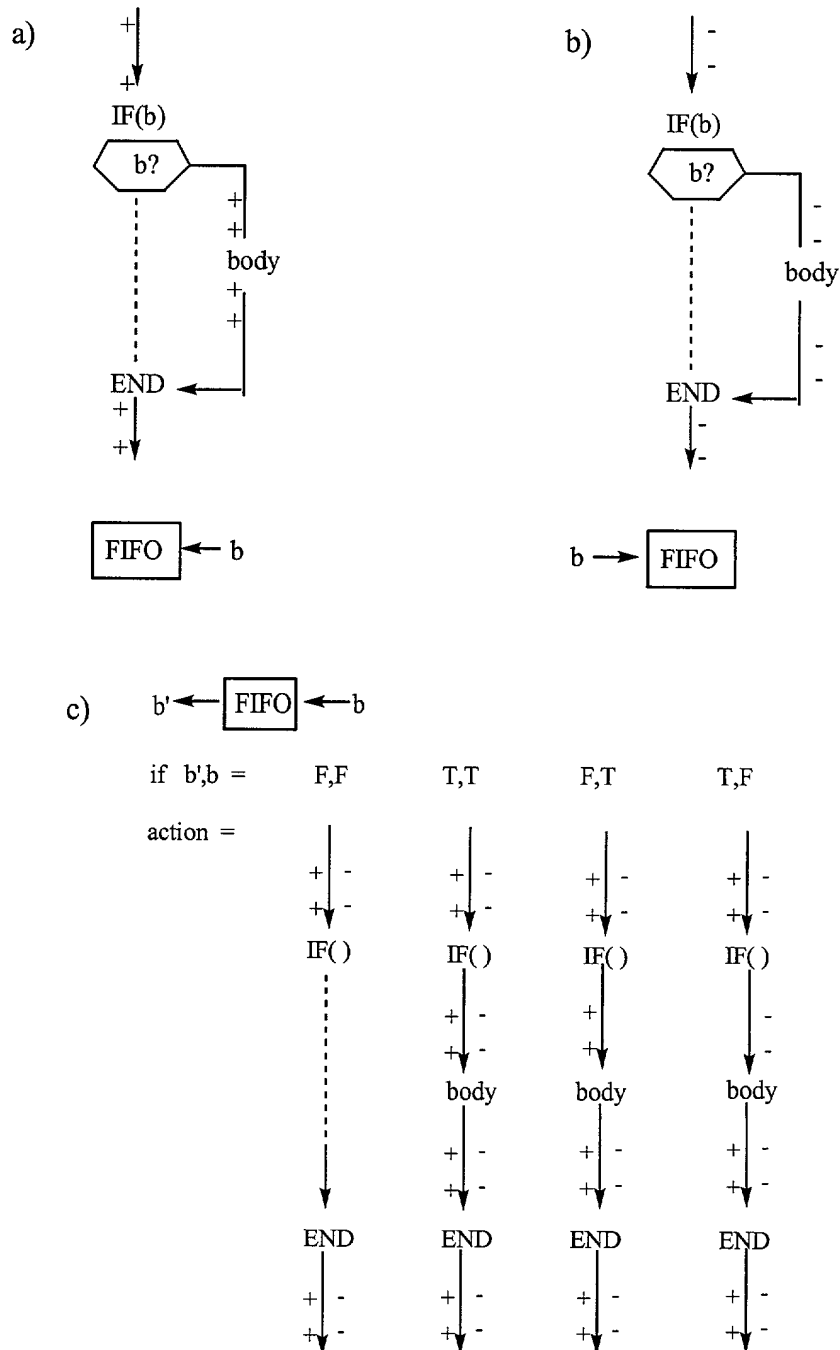 a)
+
+
IF(b)
b?
+
+
body
+
+
END
+
+
FIFO b
b)
-
-
IF(b)
b?
-
-
body
-
-
END
-
-
b FIFO
c) b' FIFO b
if b',b = F,F T,T F,T T,F
action =
+ - + - + - + -
+ - + - + - + -
IF( ) IF( ) IF( ) IF( )
+ - + -
+ - + -
body body body
+ - + - + -
+ - + - + -
END END END END
+ - + - + - + -
+ - + - + - + -